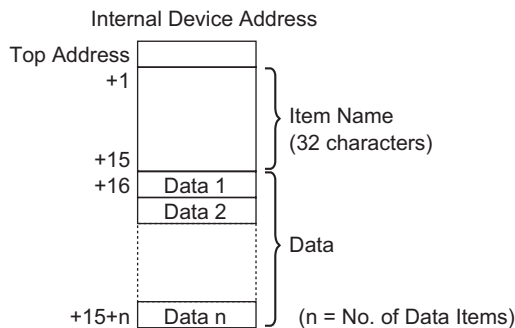 Internal Device Address
Top Address
+1
Item Name
(32 characters)
+15
+16 Data 1
Data 2
Data
+15+n Data n (n = No. of Data Items)